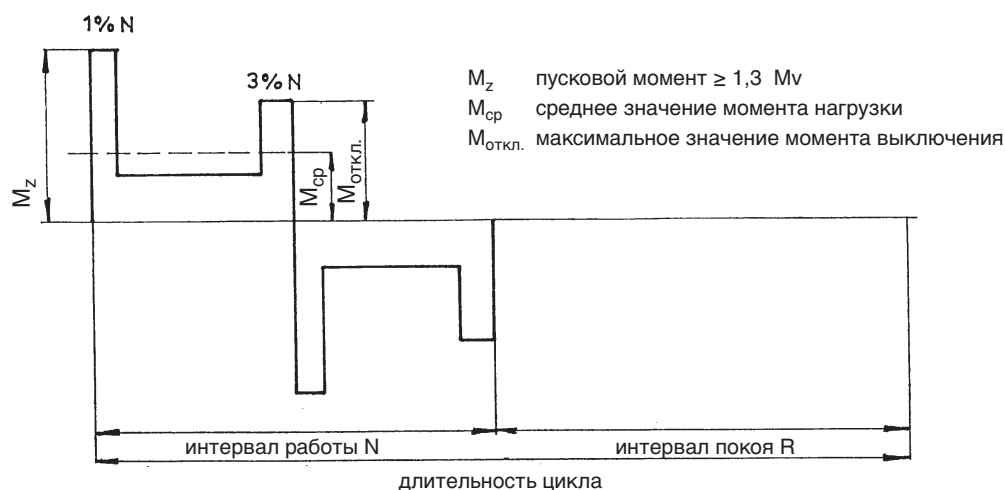 1% N
3% N
M_z пусковой момент ≥ 1,3 Mv
M_ср среднее значение момента нагрузки
M_откл. максимальное значение момента выключения
M_z
M_ср
M_откл.
интервал работы N
интервал покоя R
длительность цикла